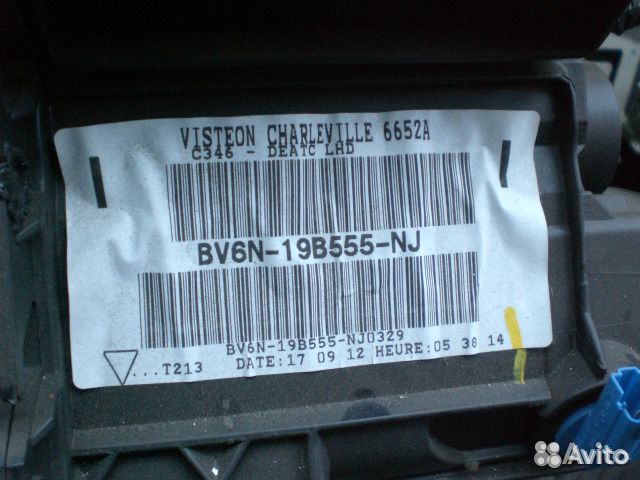 VISTEON CHARLEVILLE 6652A
C346 - DEATC LHD
BV6N-19B555-NJ
BV6N-19B555-NJ0329
DATE:17 09 12 HEURE:05 38 14
...T213
Avito